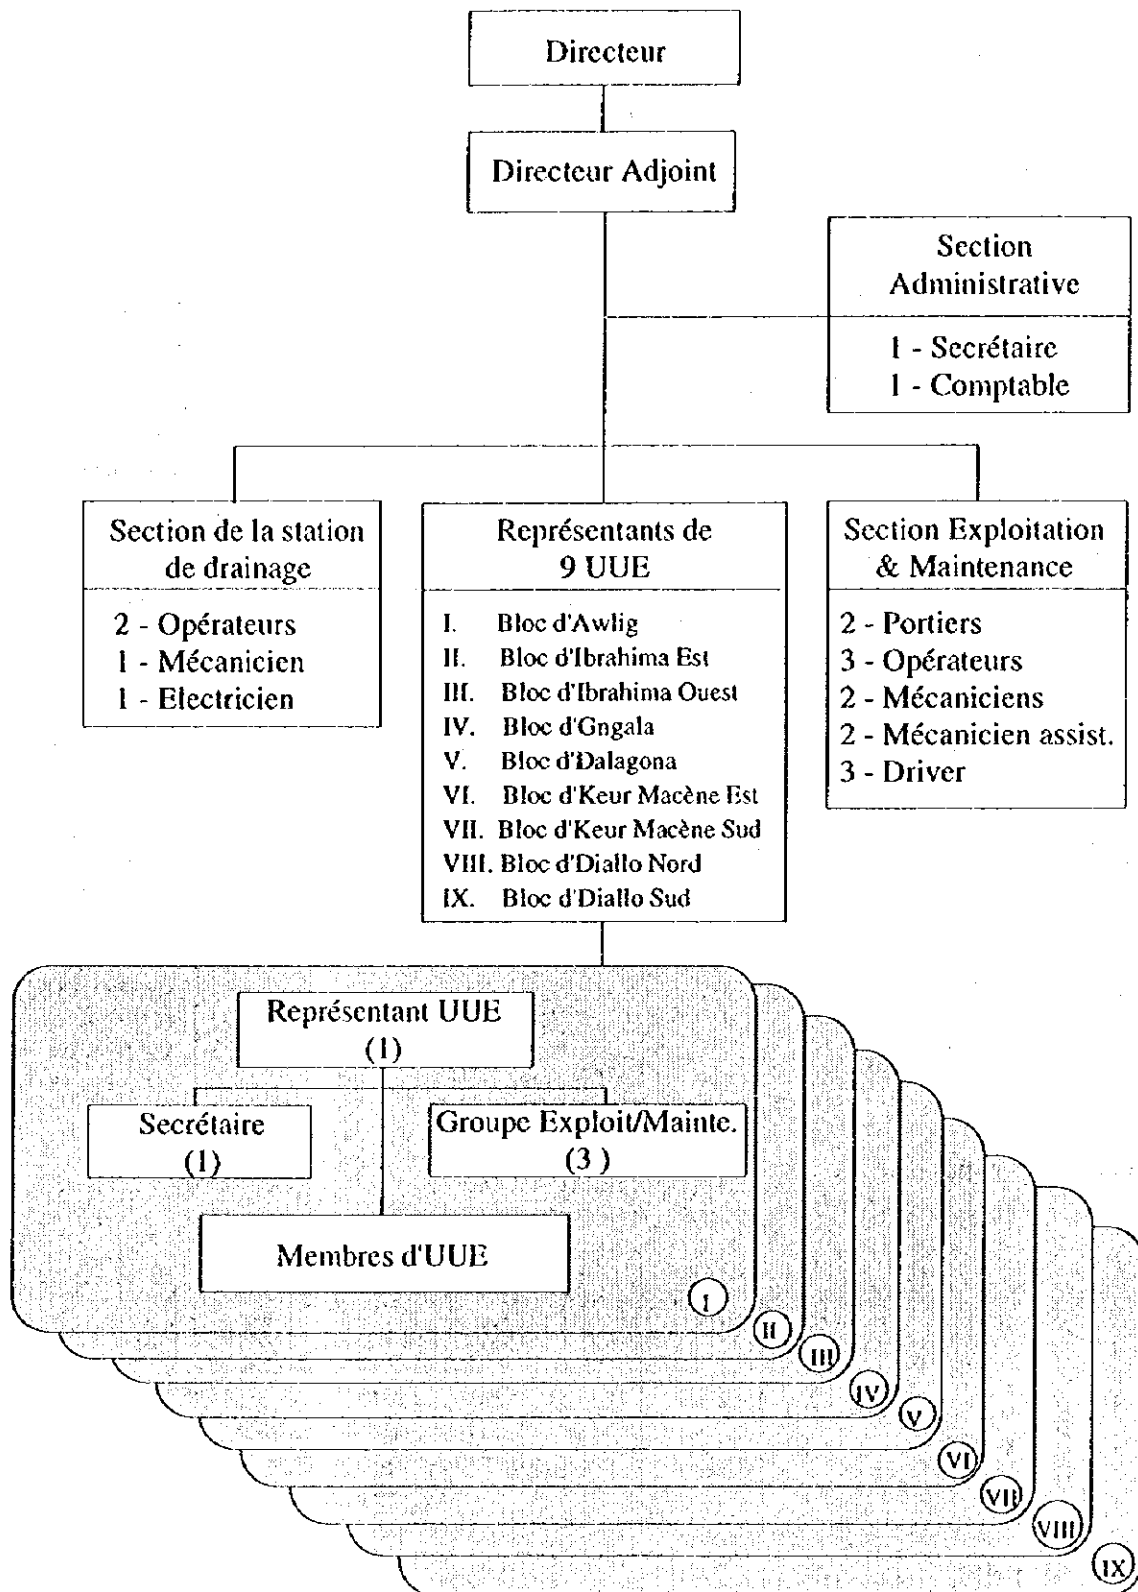 Directeur
Directeur Adjoint
Section
Administrative
1 - Secrétaire
1 - Comptable
Section de la station
de drainage
2 - Opérateurs
1 - Mécanicien
1 - Electricien
Représentants de
9 UUE
I. Bloc d'Awlig
II. Bloc d'Ibrahima Est
III. Bloc d'Ibrahima Ouest
IV. Bloc d'Gngala
V. Bloc d'Dalagona
VI. Bloc d'Keur Macène Est
VII. Bloc d'Keur Macène Sud
VIII. Bloc d'Diallo Nord
IX. Bloc d'Diallo Sud
Section Exploitation
& Maintenance
2 - Portiers
3 - Opérateurs
2 - Mécaniciens
2 - Mécanicien assist.
3 - Driver
Représentant UUE
(1)
Secrétaire
(1)
Groupe Exploit/Mainte.
(3 )
Membres d'UUE
I
II
III
IV
V
VI
VII
VIII
IX